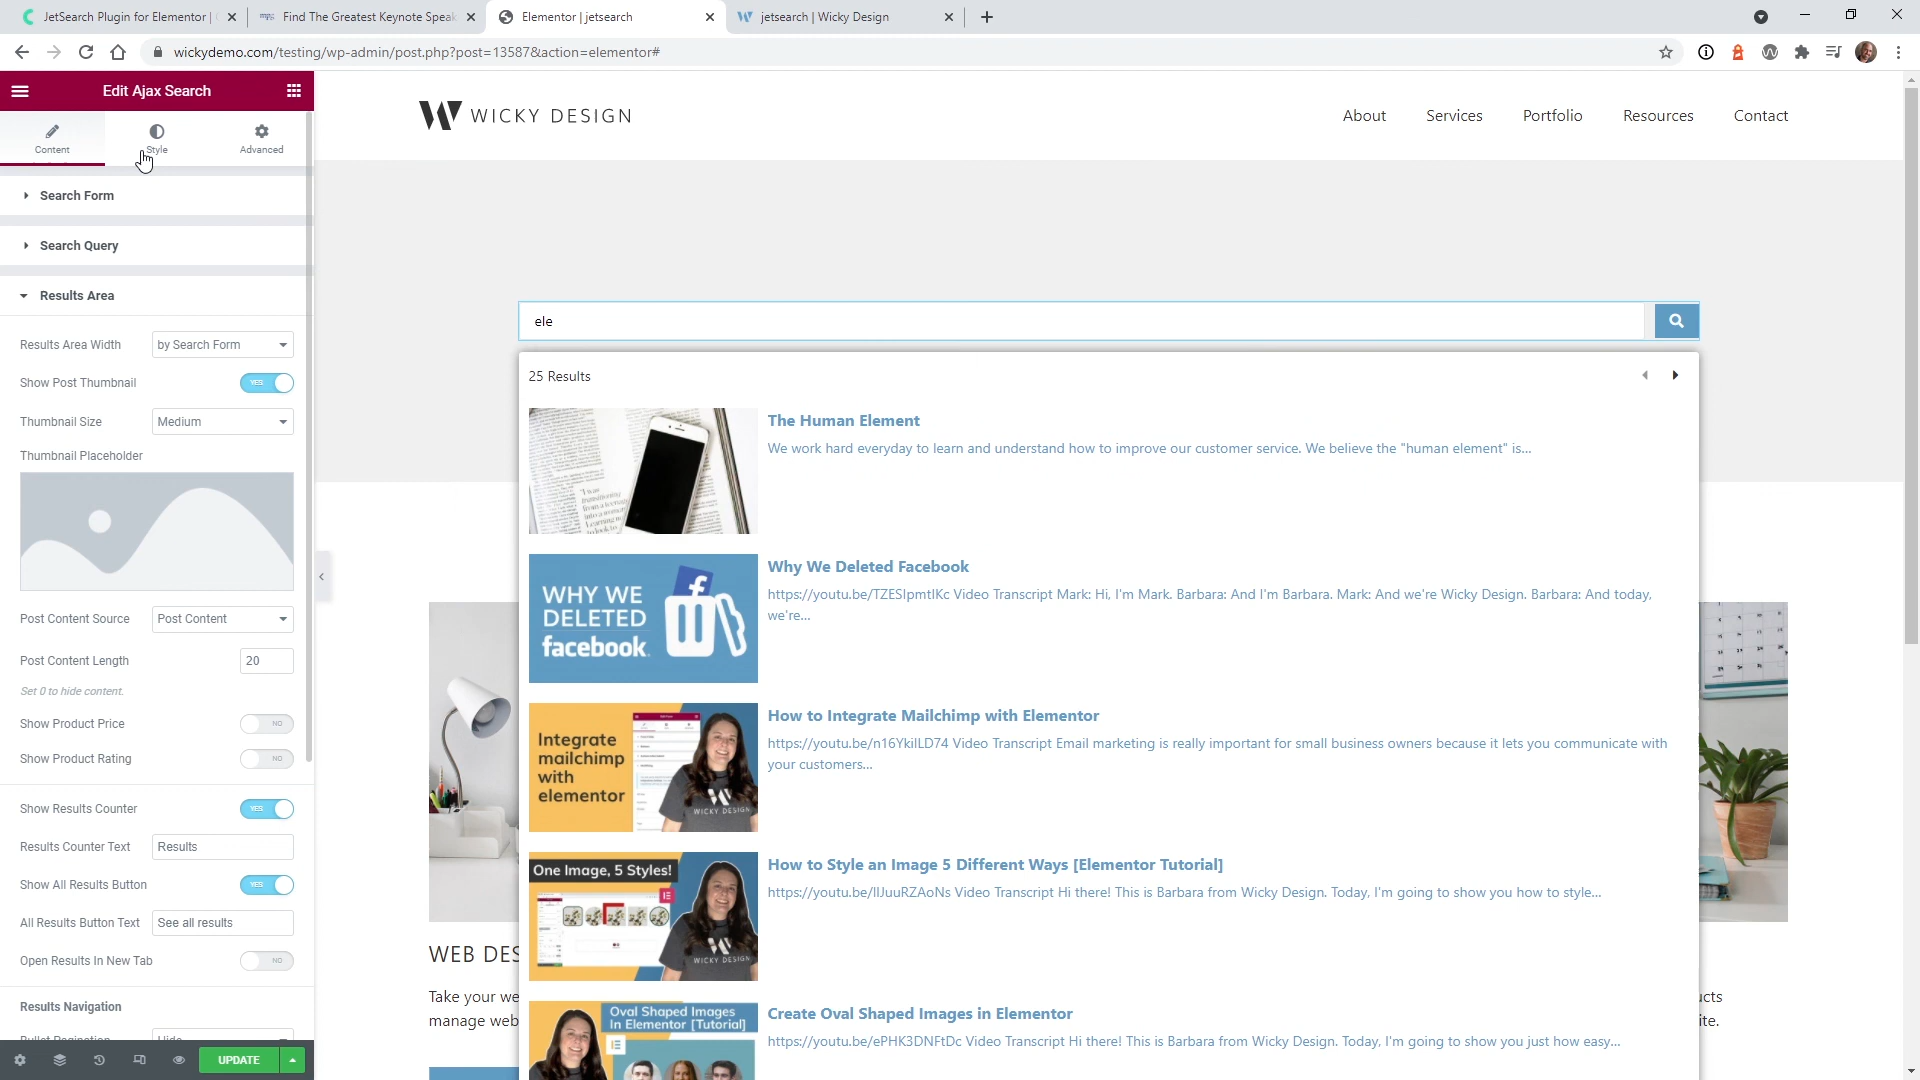 JetSearch Plugin for Elementor |
Find The Greatest Keynote Speak
Elementor | jetsearch
jetsearch | Wicky Design
wickydemo.com/testing/wp-admin/post.php?post=13587&action=elementor#
Edit Ajax Search
Content
Style
Advanced
Search Form
Search Query
Results Area
Results Area Width
by Search Form
Show Post Thumbnail
YES
Thumbnail Size
Medium
Thumbnail Placeholder
Post Content Source
Post Content
Post Content Length
20
Set 0 to hide content.
Show Product Price
NO
Show Product Rating
NO
Show Results Counter
YES
Results Counter Text
Results
Show All Results Button
YES
All Results Button Text
See all results
Open Results In New Tab
NO
Results Navigation
Bullet Pagination
Hide
UPDATE
WICKY DESIGN
About
Services
Portfolio
Resources
Contact
ele
25 Results
The Human Element
We work hard everyday to learn and understand how to improve our customer service. We believe the "human element" is...
WHY WE
DELETED
facebook
Why We Deleted Facebook
https://youtu.be/TZESlpmtlKc Video Transcript Mark: Hi, I'm Mark. Barbara: And I'm Barbara. Mark: And we're Wicky Design. Barbara: And today,
we're...
Integrate
mailchimp
with
elementor
WICKY DESIGN
How to Integrate Mailchimp with Elementor
https://youtu.be/n16YkilLD74 Video Transcript Email marketing is really important for small business owners because it lets you communicate with
your customers...
One Image, 5 Styles!
WICKY DESIGN
How to Style an Image 5 Different Ways [Elementor Tutorial]
https://youtu.be/lIJuuRZAoNs Video Transcript Hi there! This is Barbara from Wicky Design. Today, I'm going to show you how to style...
Oval Shaped Images
In Elementor [Tutorial]
Create Oval Shaped Images in Elementor
https://youtu.be/ePHK3DNFtDc Video Transcript Hi there! This is Barbara from Wicky Design. Today, I'm going to show you just how easy...
WEB DES
Take your we
manage web
ucts
ite.